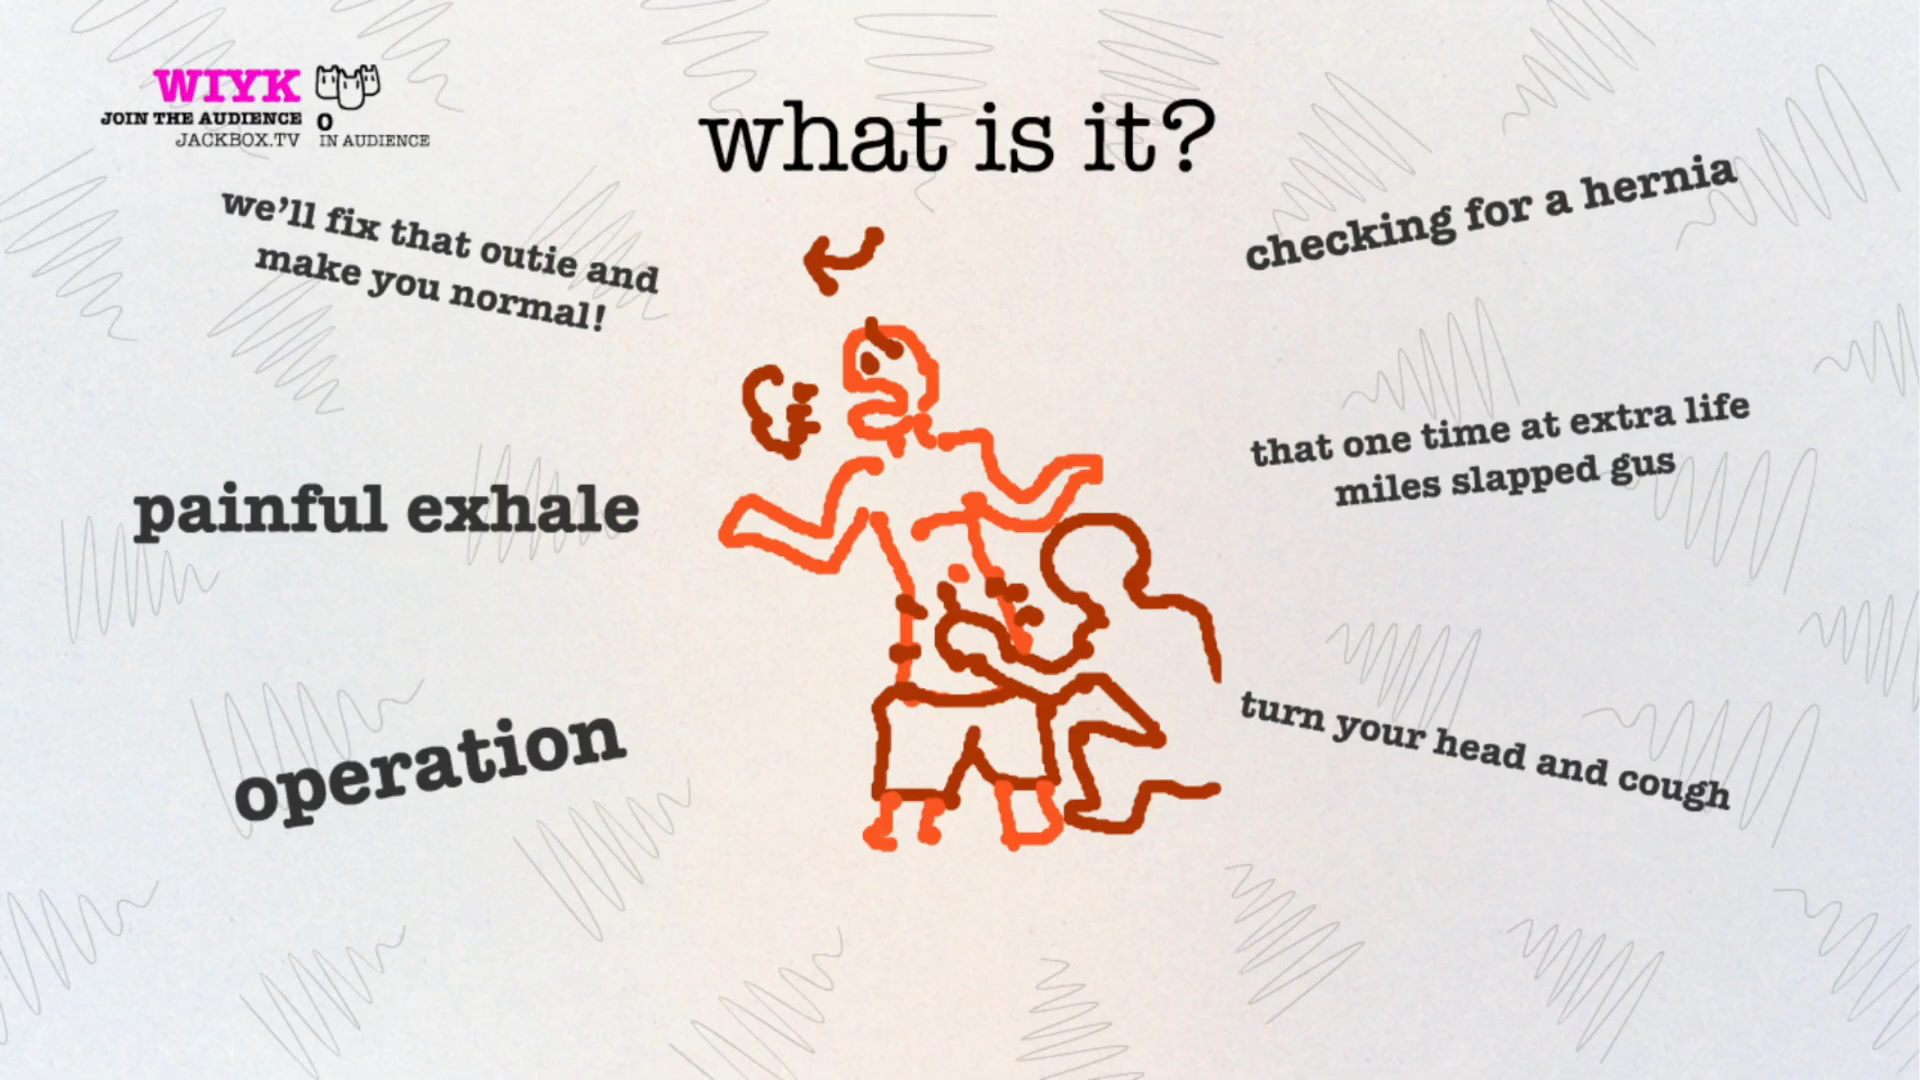 WIYK
JOIN THE AUDIENCE
JACKBOX.TV
0
IN AUDIENCE
what is it?
we'll fix that outie and
make you normal!
checking for a hernia
painful exhale
that one time at extra life
miles slapped gus
operation
turn your head and cough